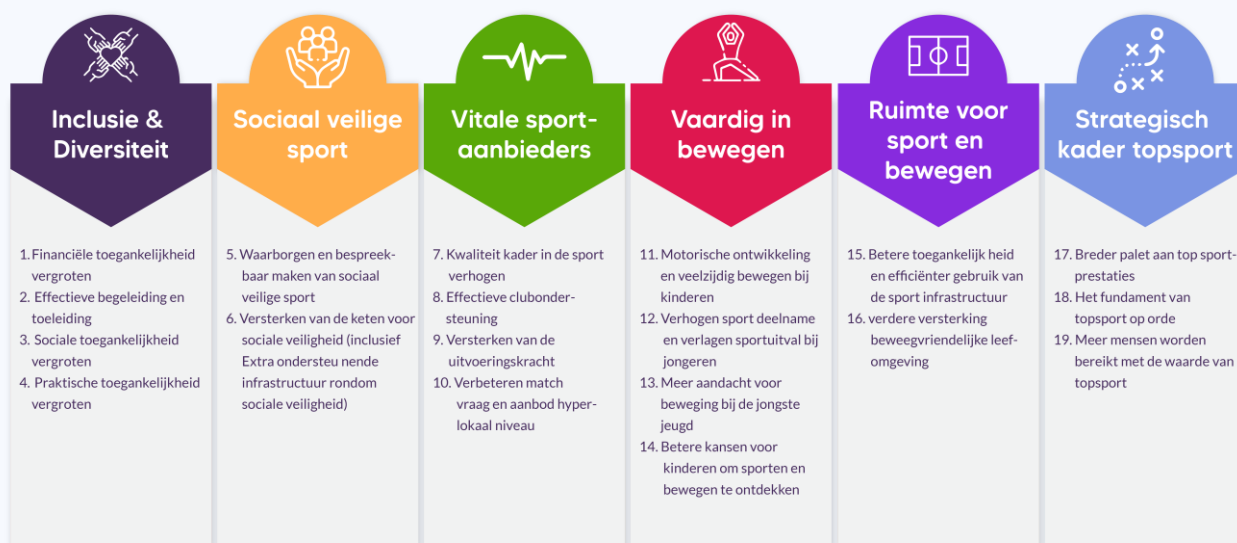 Inclusie &
Diversiteit
1. Financiële toegankelijkheid
vergroten
2. Effectieve begeleiding en
toeleiding
3. Sociale toegankelijkheid
vergroten
4. Praktische toegankelijkheid
vergroten
Sociaal veilige
sport
5. Waarborgen en bespreek-
baar maken van sociaal
veilige sport
6. Versterken van de keten voor
sociale veiligheid (inclusief
Extra ondersteu nende
infrastructuur rondom
sociale veiligheid)
Vitale sport-
aanbieders
7. Kwaliteit kader in de sport
verhogen
8. Effectieve clubonder-
steuning
9. Versterken van de
uitvoeringskracht
10. Verbeteren match
vraag en aanbod hyper-
lokaal niveau
Vaardig in
bewegen
11. Motorische ontwikkeling
en veelzijdig bewegen bij
kinderen
12. Verhogen sport deelname
en verlagen sportuitval bij
jongeren
13. Meer aandacht voor
beweging bij de jongste
jeugd
14. Betere kansen voor
kinderen om sporten en
bewegen te ontdekken
Ruimte voor
sport en
bewegen
15. Betere toegankelijk heid
en efficiënter gebruik van
de sport infrastructuur
16. verdere versterking
beweegvriendelijke leef-
omgeving
Strategisch
kader topsport
17. Breder palet aan top sport-
prestaties
18. Het fundament van
topsport op orde
19. Meer mensen worden
bereikt met de waarde van
topsport